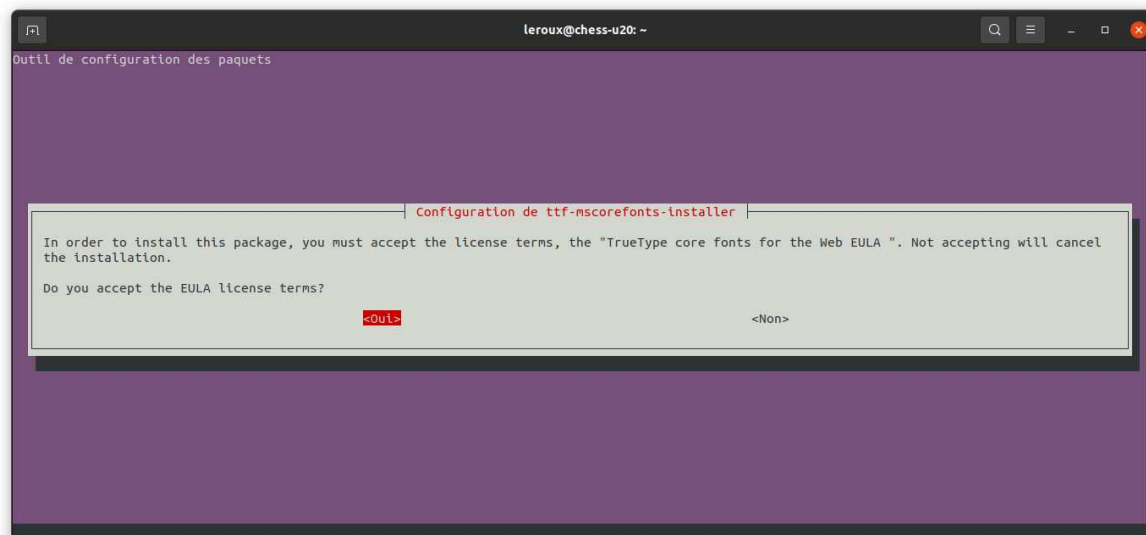 leroux@chess-u20: ~
Outil de configuration des paquets
Configuration de ttf-mscorefonts-installer
In order to install this package, you must accept the license terms, the "TrueType core fonts for the Web EULA ". Not accepting will cancel
the installation.
Do you accept the EULA license terms?
<Oui> <Non>